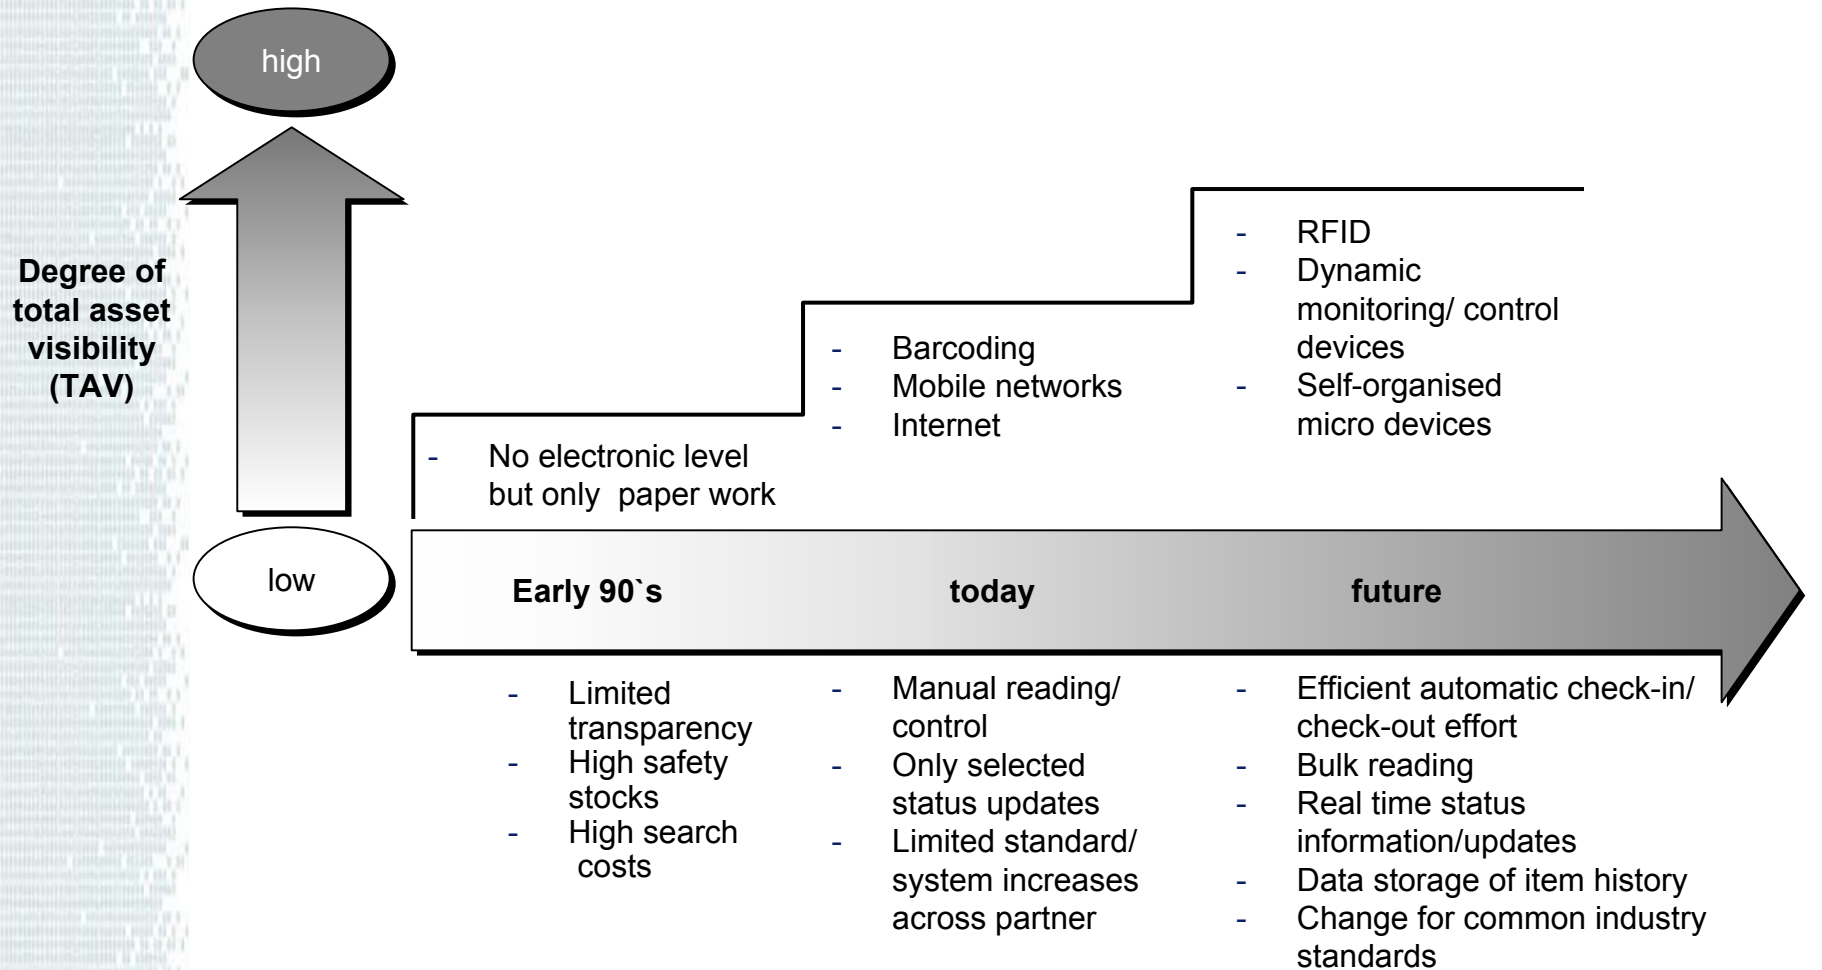 high
Degree of
total asset
visibility
(TAV)
low
- No electronic level
but only paper work
- Barcoding
- Mobile networks
- Internet
- RFID
- Dynamic
monitoring/ control
devices
- Self-organised
micro devices
Early 90`s
today
future
- Limited
transparency
- High safety
stocks
- High search
costs
- Manual reading/
control
- Only selected
status updates
- Limited standard/
system increases
across partner
- Efficient automatic check-in/
check-out effort
- Bulk reading
- Real time status
information/updates
- Data storage of item history
- Change for common industry
standards